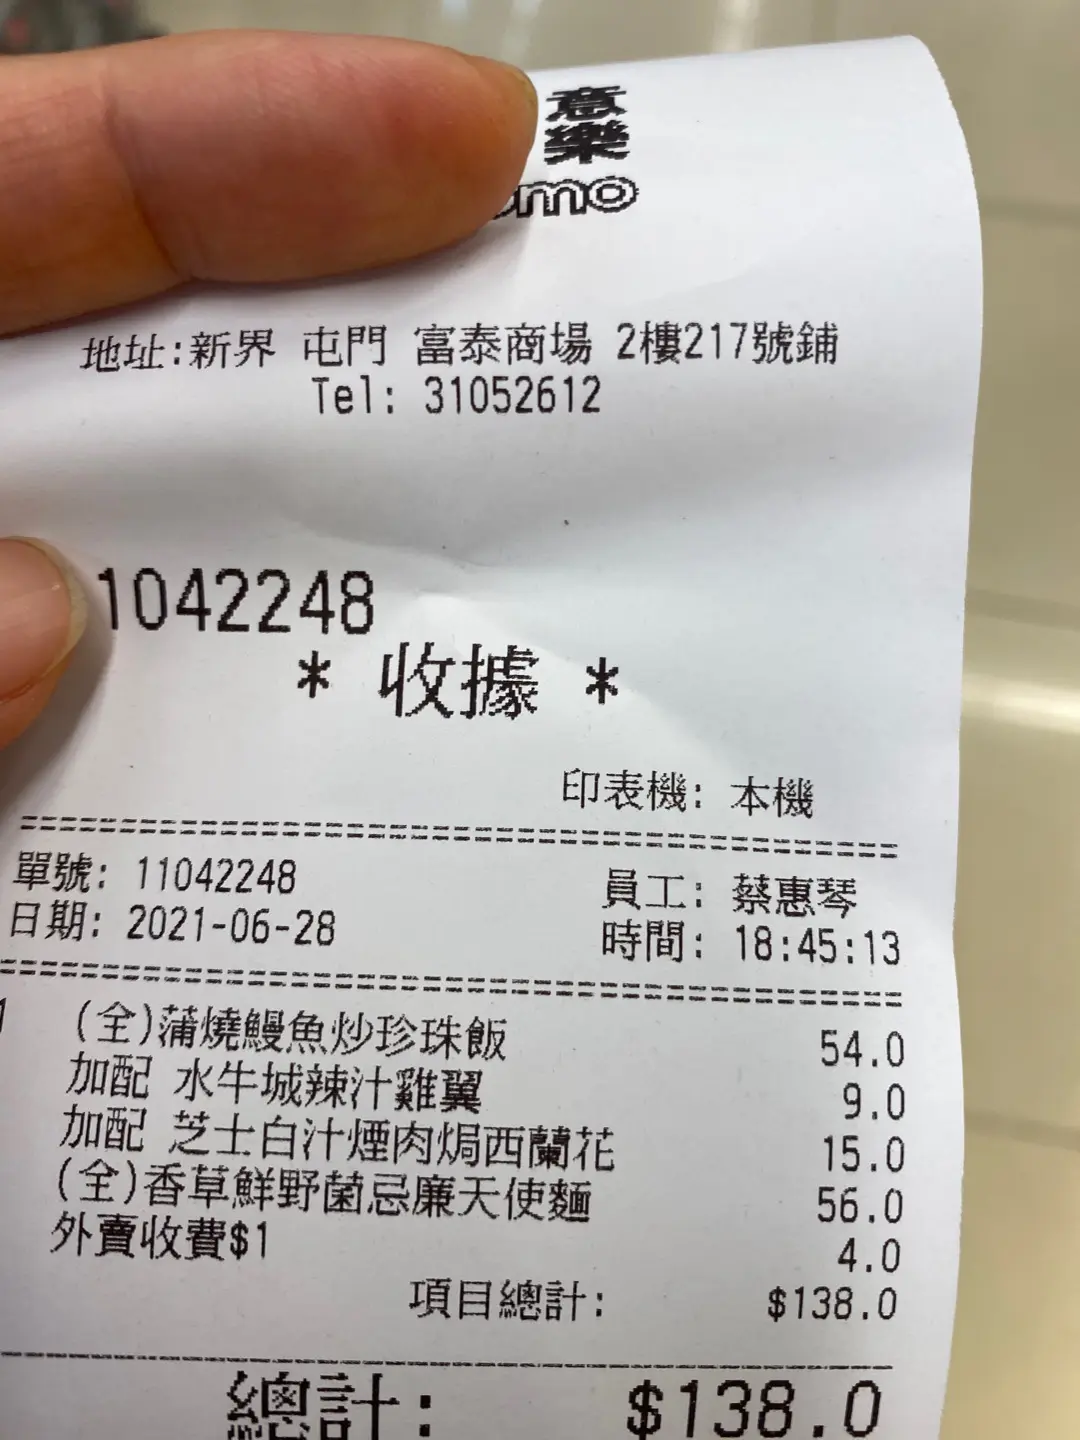 意
樂
omo
地址:新界 屯門 富泰商場 2樓217號鋪
Tel: 31052612
1042248
* 收據 *
印表機: 本機
單號: 11042248
員工: 蔡惠琴
日期: 2021-06-28
時間: 18:45:13
1 (全)蒲燒鰻魚炒珍珠飯 54.0
加配 水牛城辣汁雞翼 9.0
加配 芝士白汁煙肉焗西蘭花 15.0
(全)香草鮮野菌忌廉天使麵 56.0
外賣收費$1 4.0
項目總計: $138.0
總計: $138.0